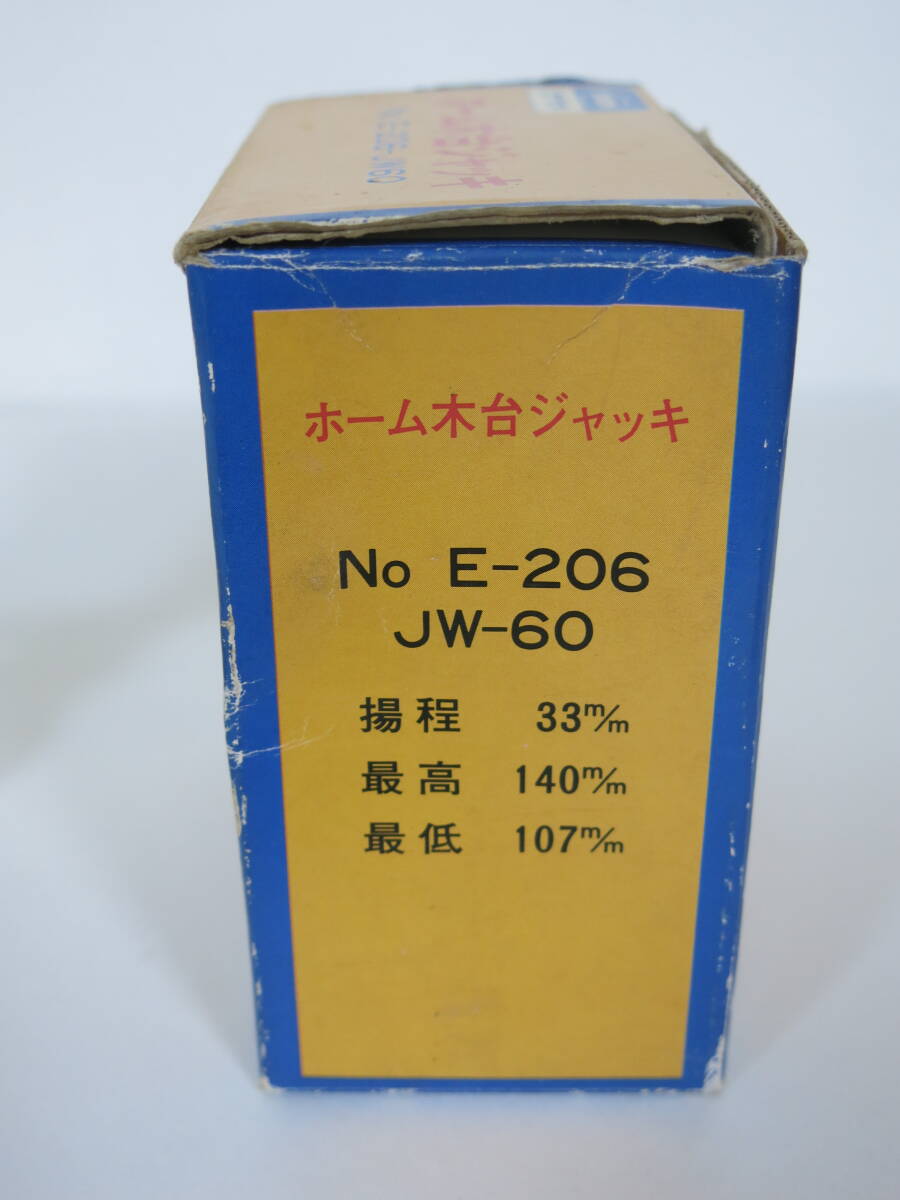 ホーム木台ジャッキ
No E-206
JW-60
揚程 33m/m
最高 140m/m
最低 107m/m